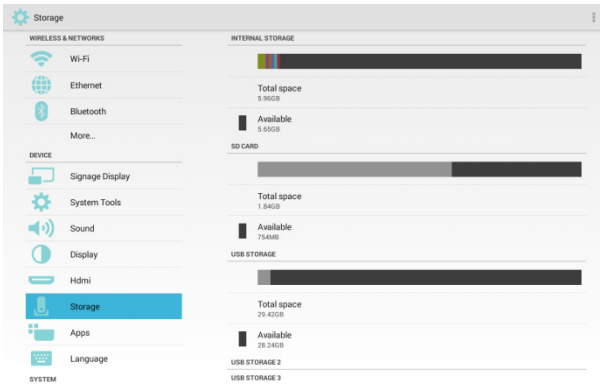 Storage
WIRELESS & NETWORKS
Wi-Fi
Ethernet
Bluetooth
More...
DEVICE
Signage Display
System Tools
Sound
Display
Hdmi
Storage
Apps
Language
SYSTEM
INTERNAL STORAGE
Total space
5.96GB
Available
5.65GB
SD CARD
Total space
1.84GB
Available
754MB
USB STORAGE
Total space
29.42GB
Available
28.24GB
USB STORAGE 2
USB STORAGE 3